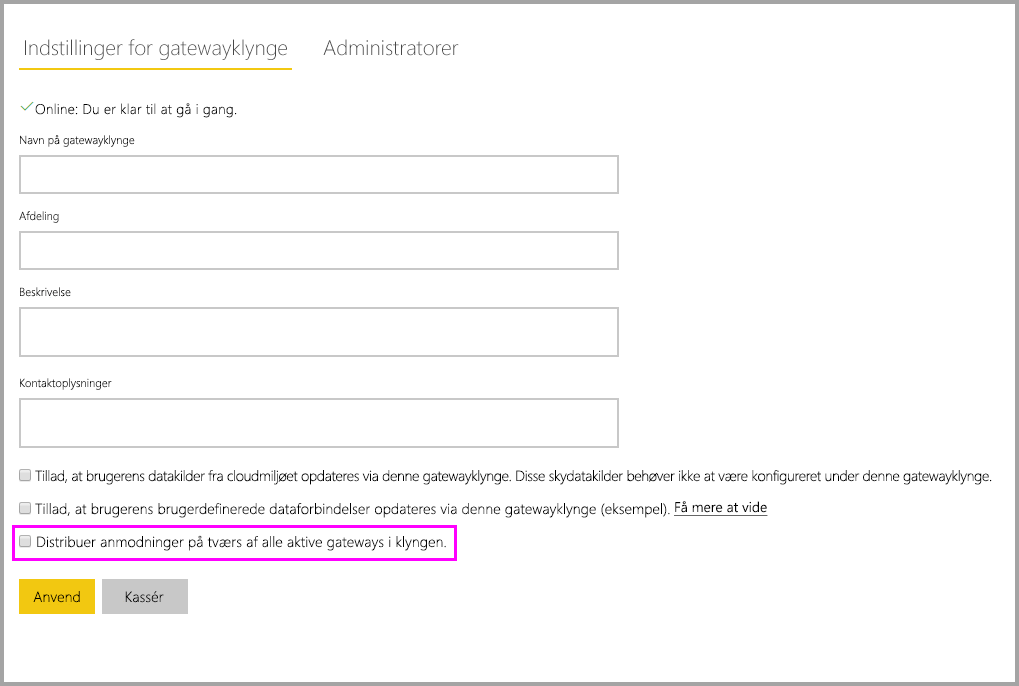 Indstillinger for gatewayklynge Administratorer
Online: Du er klar til at gå i gang.
Navn på gatewayklynge
Afdeling
Beskrivelse
Kontaktoplysninger
Tillad, at brugerens datakilder fra cloudmiljøet opdateres via denne gatewayklynge. Disse skydatakilder behøver ikke at være konfigureret under denne gatewayklynge.
Tillad, at brugerens brugerdefinerede dataforbindelser opdateres via denne gatewayklynge (eksempel). Få mere at vide
Distribuer anmodninger på tværs af alle aktive gateways i klyngen.
Anvend Kassér